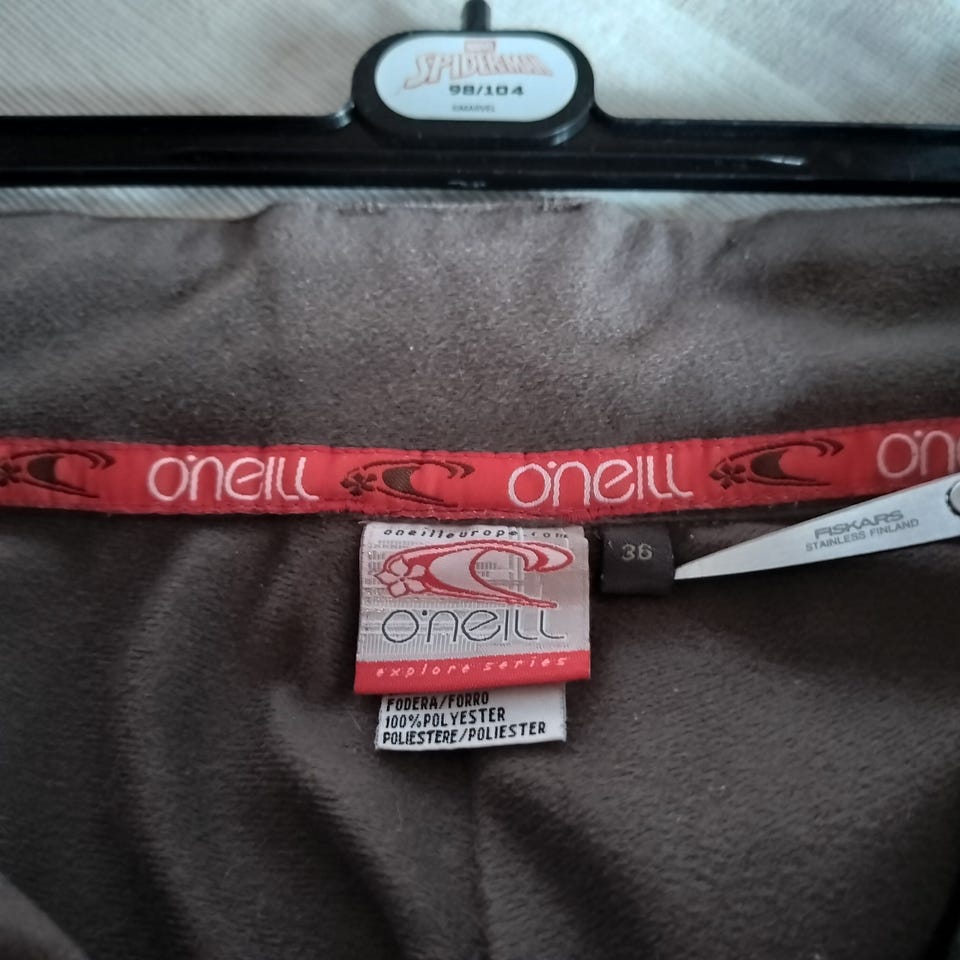 MARVEL
SPIDERMAN
98/104
©MARVEL
O'NEILL O'NEILL O'N
oneilleurope.com
36
FISKARS
STAINLESS FINLAND
O'NEILL
explore series
FODERA/FORRO
100%POLYESTER
POLIESTERE/POLIESTER